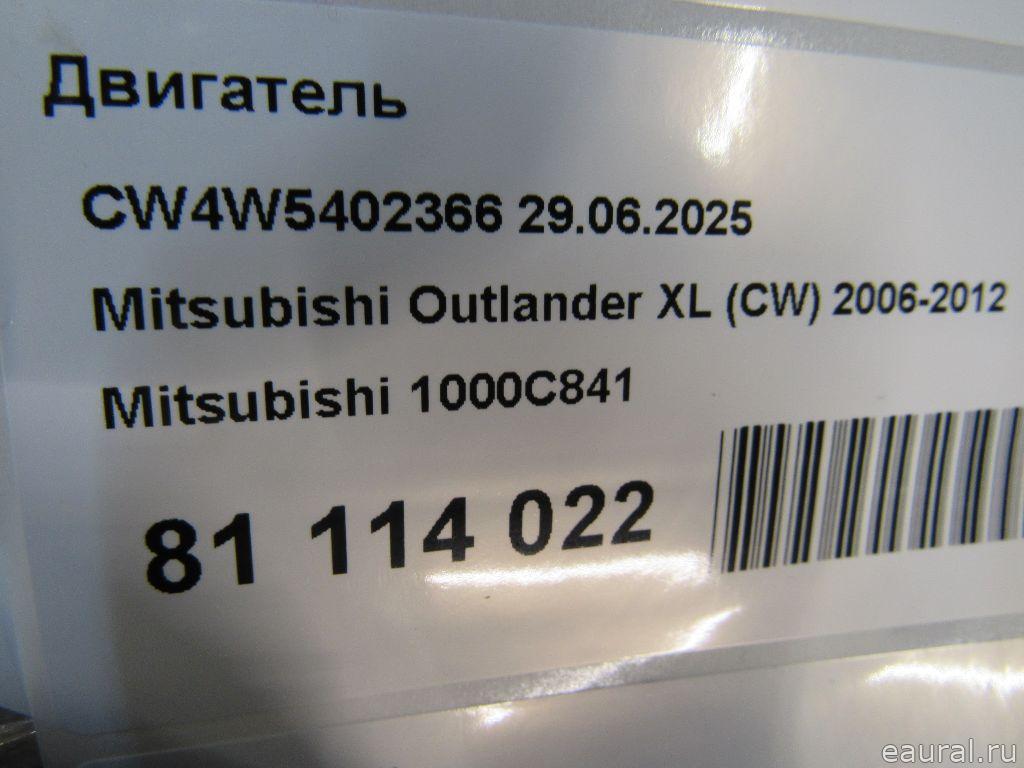 Двигатель
CW4W5402366 29.06.2025
Mitsubishi Outlander XL (CW) 2006-2012
Mitsubishi 1000C841
81 114 022
eaural.ru